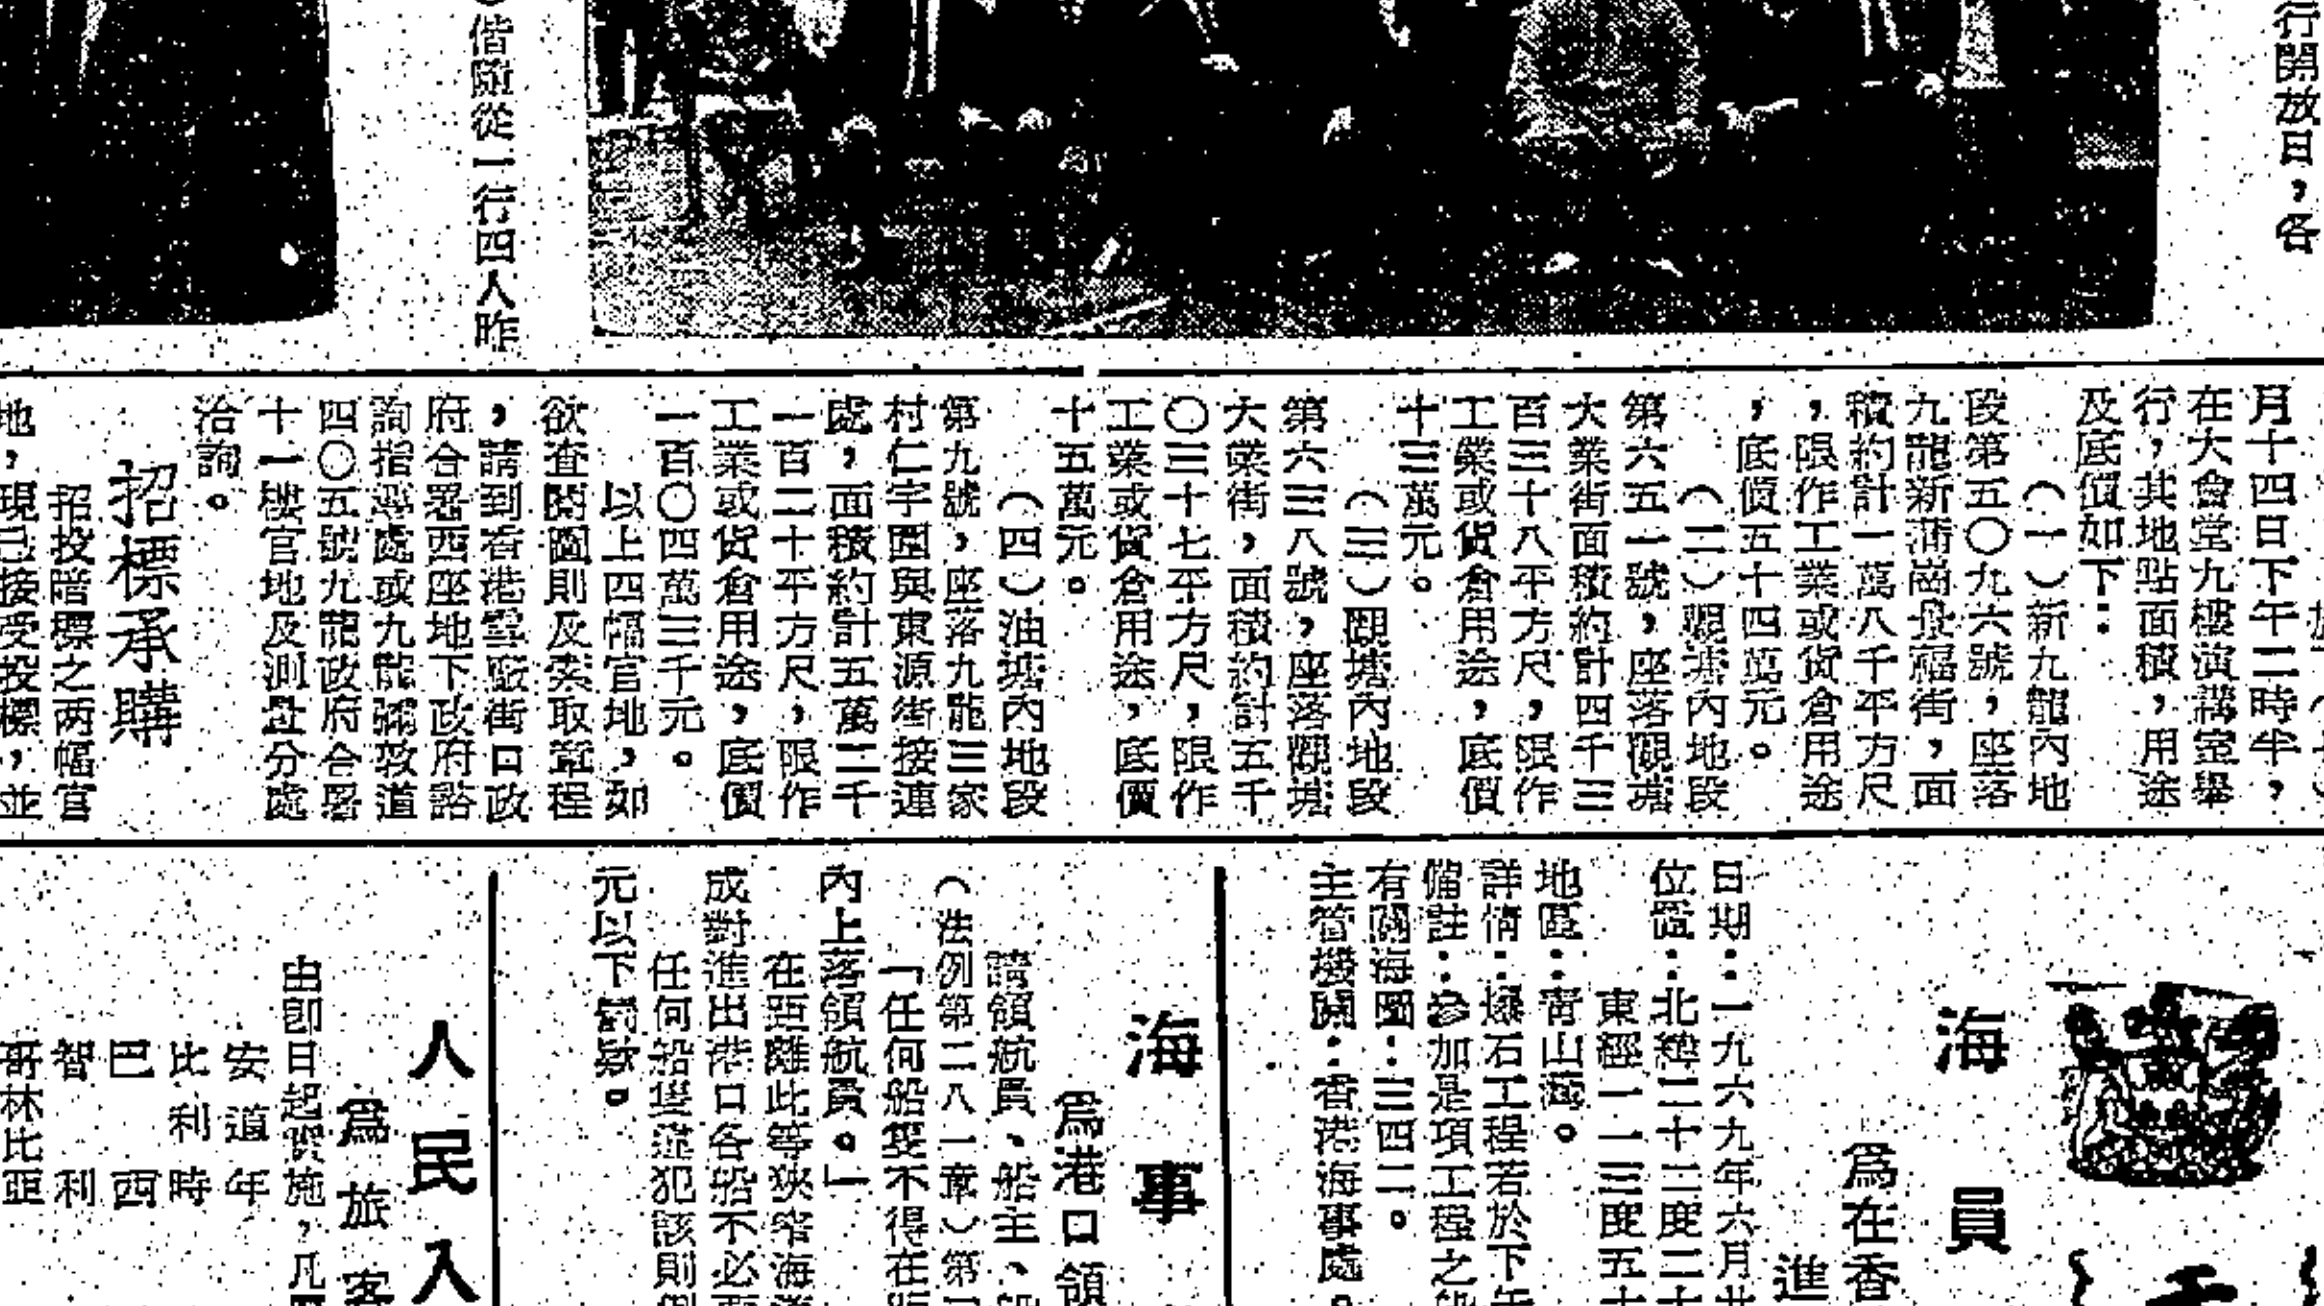 行開放日，各
偕隨從一行四人昨
月十四日下午二時半，
在大會堂九樓演講室舉
行，其地點面積，用途
及底價如下：
（一）新九龍內地
段第五〇九六號，座落
九龍新蒲崗景福街，面
積約計一萬八千平方尺
，限作工業或貨倉用途
，底價五十四萬元。
（二）觀塘內地段
第六五一號，座落觀塘
大業街面積約計四千三
百三十八平方尺，限作
工業或貨倉用途，底價
十三萬元。
（三）觀塘內地段
第六三八號，座落觀塘
大業街，面積約計五千
〇三十七平方尺，限作
工業或貨倉用途，底價
十五萬元。
（四）油塘內地段
第九號，座落九龍三家
村仁宇圍與東源街接連
處，面積約計五萬二千
一百二十平方尺，限作
工業或貨倉用途，底價
一百〇四萬三千元。
以上四幅官地，如
欲查閱圖則及索取章程
，請到香港雪廠街口政
府合署西座地下政府諮
詢指導處或九龍彌敦道
四〇五號九龍政府合署
十一樓官地及測量分處
洽詢。
招標承購
招投暗標之两幅官
地，現已接受投標，並
海員
為在香
進
日期：一九六九年六月廿
位置：北緯二十二度二十
東經一一三度五十
地區：青山灣。
詳情：爆石工程若於下午
備註：參加是項工程之船
有關海圖：三四二。
主管機關：香港海事處。
海事
為港口領
請領航員、船主、
（法例第二八一章）第
「任何船隻不得在距
內上落領航員。」
在距離此等狹窄海道
成對進出港口各船不必要
任何船隻違犯該則例
元以下罰款。
人民入
為旅客
由即日起實施，凡
安道年
比利時
巴西
智利
哥林比亞